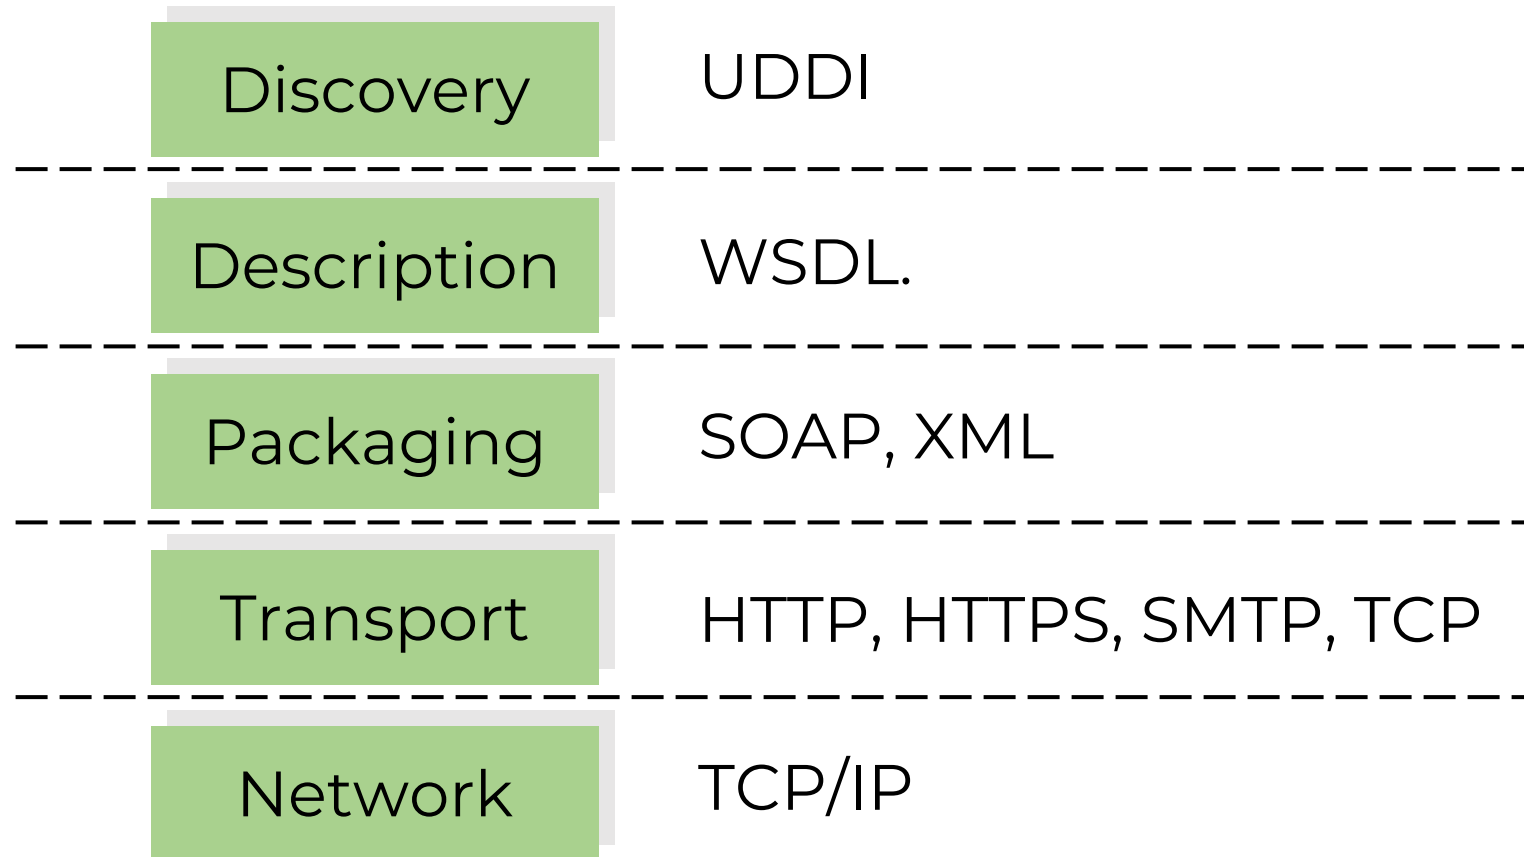 Discovery UDDI
Description WSDL.
Packaging SOAP, XML
Transport HTTP, HTTPS, SMTP, TCP
Network TCP/IP